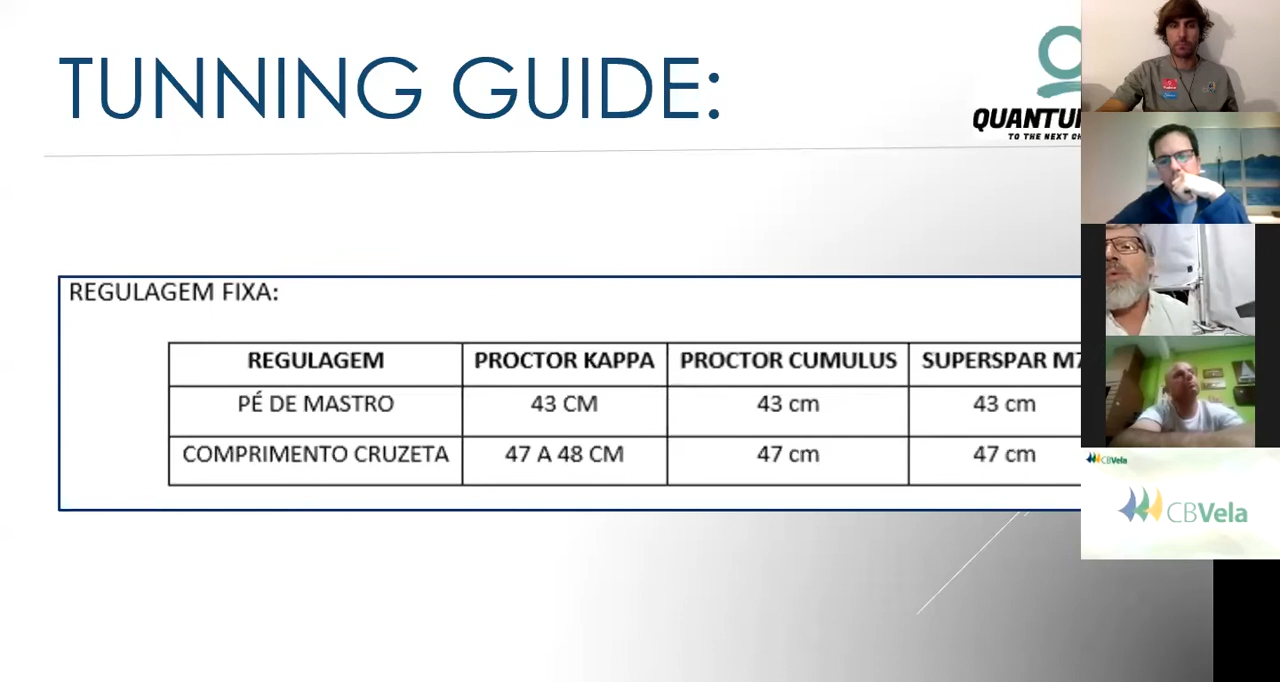 TUNNING GUIDE:
TO THE NEXT
REGULAGEM FIXA:
REGULAGEM PROCTOR KAPPA PROCTOR CUMULUS SUPERSPAR
PÉ DE MASTRO 43 CM 43 cm 43 cm
COMPRIMENTO CRUZETA 47 A 48 CM 47 cm 47 cm
CBVela
CBVela